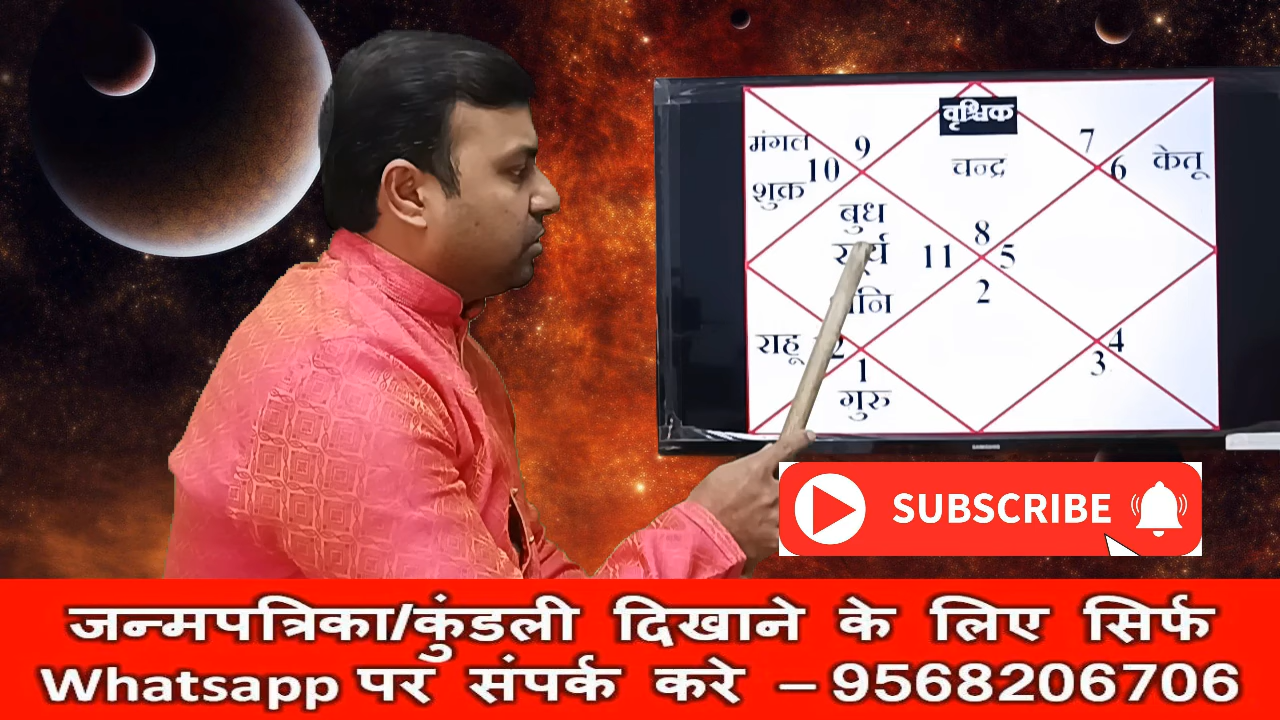 वृश्चिक
चन्द्र
मंगल
शुक्र
9
10
7
6
केतू
बुध
सूर्य
11
8
5
2
राहू
1
गुरु
4
3
SUBSCRIBE
SAMSUNG
जन्मपत्रिका/कुंडली दिखाने के लिए सिर्फ
Whatsapp पर संपर्क करे – 9568206706